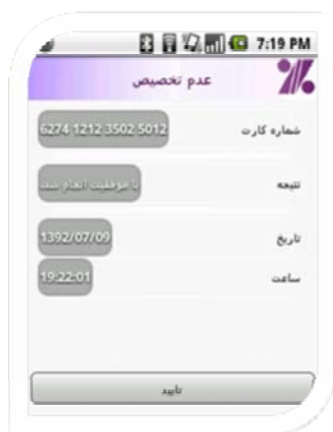 7:19 PM
عدم تخصیص
شماره کارت 6274 1212 3502 5012
نتیجه با موفقیت انجام شد
تاریخ 1392/07/09
ساعت 19:22:01
تایید